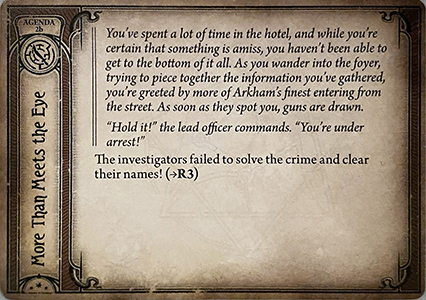 AGENDA
2b
More Than Meets the Eye
You've spent a lot of time in the hotel, and while you're
certain that something is amiss, you haven't been able to
get to the bottom of it all. As you wander into the foyer,
trying to piece together the information you've gathered,
you're greeted by more of Arkham's finest entering from
the street. As soon as they spot you, guns are drawn.
"Hold it!" the lead officer commands. "You're under
arrest!"
The investigators failed to solve the crime and clear
their names! (→R3)